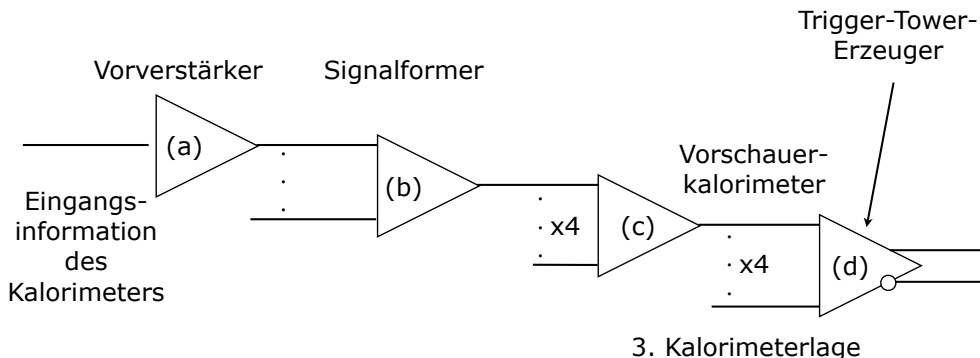 Trigger-Tower-
Erzeuger
Vorverstärker
Signalformer
(a)
(b)
Vorschauer-
kalorimeter
Eingangs-
information
des
Kalorimeters
x4
(c)
x4
(d)
3. Kalorimeterlage